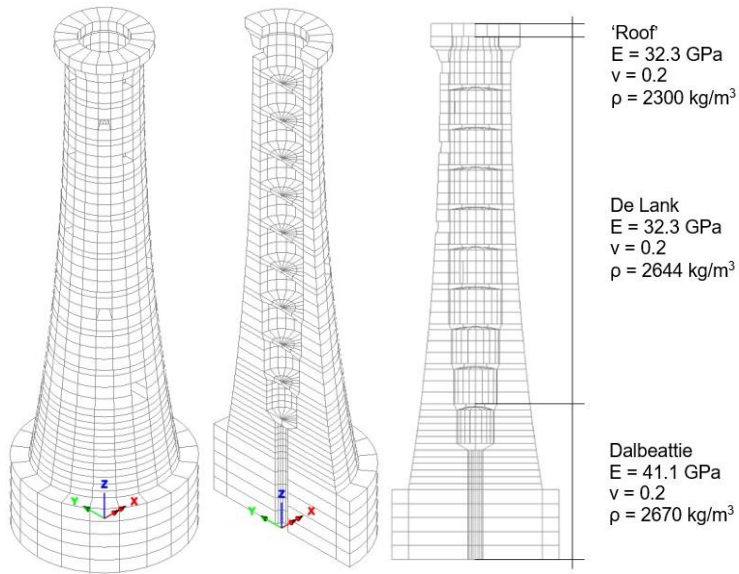 'Roof'
E = 32.3 GPa
v = 0.2
ρ = 2300 kg/m³
De Lank
E = 32.3 GPa
v = 0.2
ρ = 2644 kg/m³
Dalbeattie
E = 41.1 GPa
v = 0.2
ρ = 2670 kg/m³
Z
Y
X
Z
Y
X
Z
Y
X